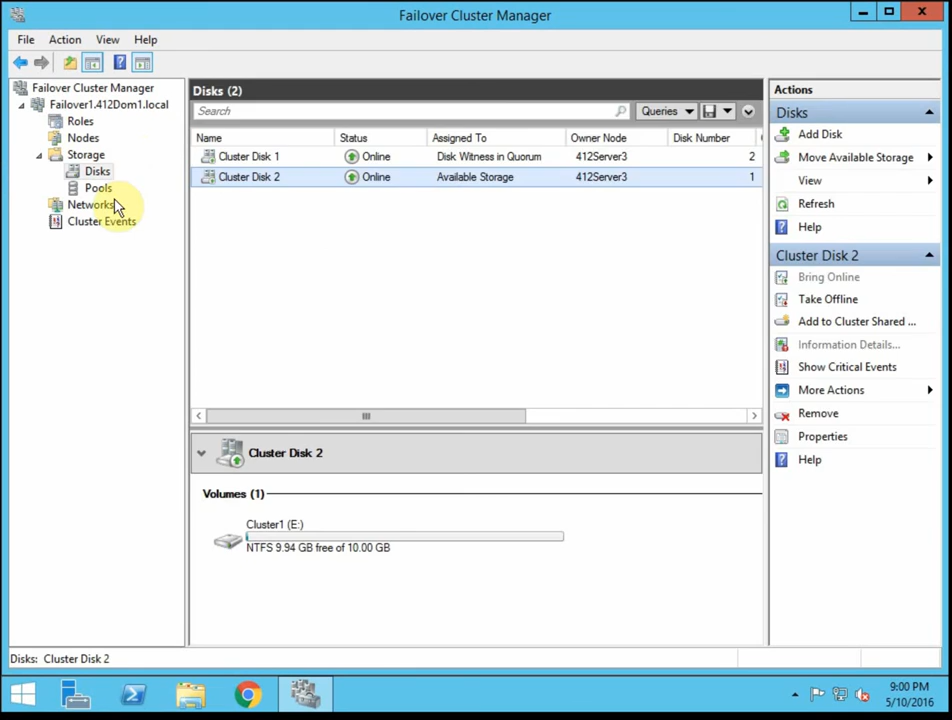 Failover Cluster Manager
File Action View Help
Failover Cluster Manager
Failover1.412Dom1.local
Roles
Nodes
Storage
Disks
Pools
Networks
Cluster Events
Disks (2)
Search
Queries
Name Status Assigned To Owner Node Disk Number
Cluster Disk 1 Online Disk Witness in Quorum 412Server3 2
Cluster Disk 2 Online Available Storage 412Server3 1
Cluster Disk 2
Volumes (1)
Cluster1 (E:)
NTFS 9.94 GB free of 10.00 GB
Actions
Disks
Add Disk
Move Available Storage
View
Refresh
Help
Cluster Disk 2
Bring Online
Take Offline
Add to Cluster Shared ...
Information Details...
Show Critical Events
More Actions
Remove
Properties
Help
Disks: Cluster Disk 2
9:00 PM
5/10/2016